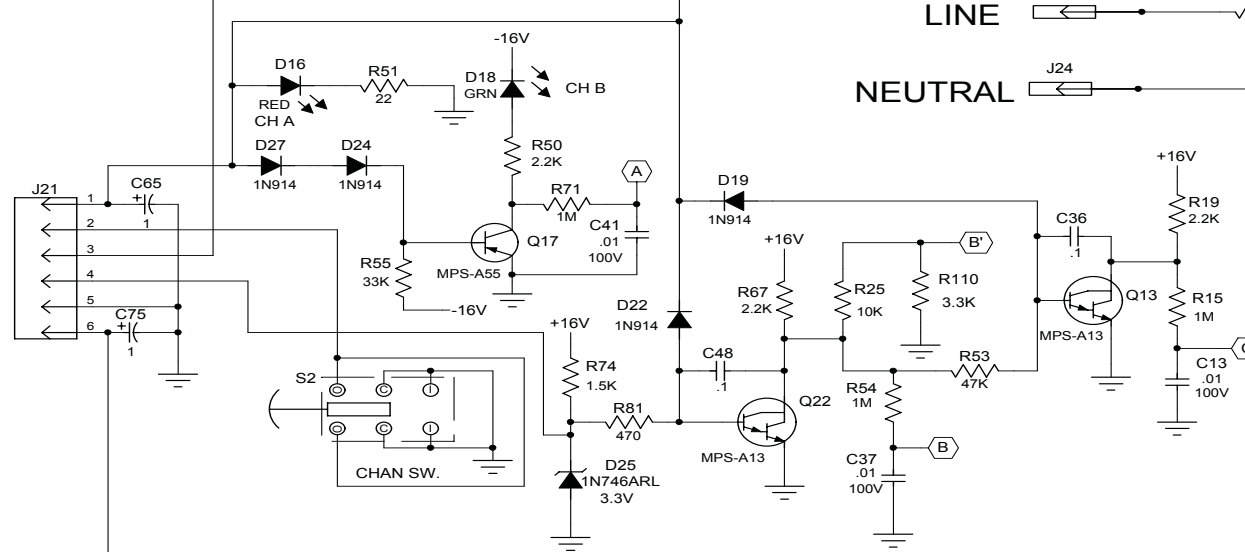 LINE
J24
NEUTRAL
-16V
D16
R51
22
RED
CH A
D18
GRN
CH B
R50
2.2K
D27
1N914
D24
1N914
A
R71
1M
C41
.01
100V
D19
1N914
+16V
R19
2.2K
J21
1
2
3
4
5
6
C65
+
1
C75
+
1
R55
33K
-16V
Q17
MPS-A55
+16V
R67
2.2K
R25
10K
B'
R110
3.3K
C36
.1
Q13
MPS-A13
R15
1M
C13
.01
100V
D22
1N914
+16V
R74
1.5K
C48
.1
R53
47K
R54
1M
S2
O
C
I
O
C
I
CHAN SW.
R81
470
Q22
MPS-A13
D25
1N746ARL
3.3V
C37
.01
100V
B